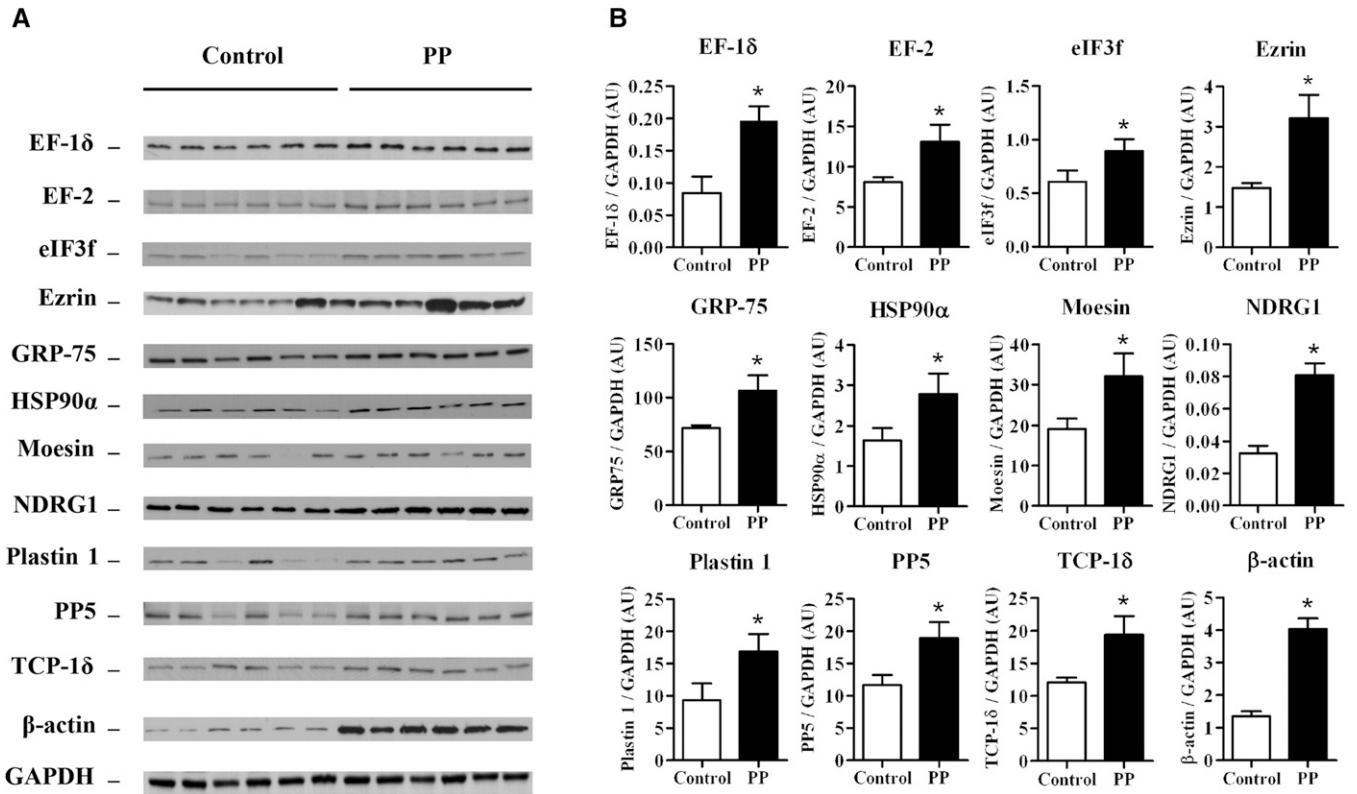 A
Control PP
EF-1δ
EF-2
eIF3f
Ezrin
GRP-75
HSP90α
Moesin
NDRG1
Plastin 1
PP5
TCP-1δ
β-actin
GAPDH
B
EF-1δ
EF-1δ / GAPDH (AU)
0.25
0.20
0.15
0.10
0.05
0.00
*
Control PP
EF-2
EF-2 / GAPDH (AU)
20
15
10
5
0
*
Control PP
eIF3f
eIF3f / GAPDH (AU)
1.5
1.0
0.5
0.0
*
Control PP
Ezrin
Ezrin / GAPDH (AU)
4
3
2
1
0
*
Control PP
GRP-75
GRP75 / GAPDH (AU)
150
100
50
0
*
Control PP
HSP90α
HSP90α / GAPDH (AU)
4
3
2
1
0
*
Control PP
Moesin
Moesin / GAPDH (AU)
40
30
20
10
0
*
Control PP
NDRG1
NDRG1 / GAPDH (AU)
0.10
0.08
0.06
0.04
0.02
0.00
*
Control PP
Plastin 1
Plastin 1 / GAPDH (AU)
25
20
15
10
5
0
*
Control PP
PP5
PP5 / GAPDH (AU)
25
20
15
10
5
0
*
Control PP
TCP-1δ
TCP-1δ / GAPDH (AU)
25
20
15
10
5
0
*
Control PP
β-actin
β-actin / GAPDH (AU)
5
4
3
2
1
0
*
Control PP